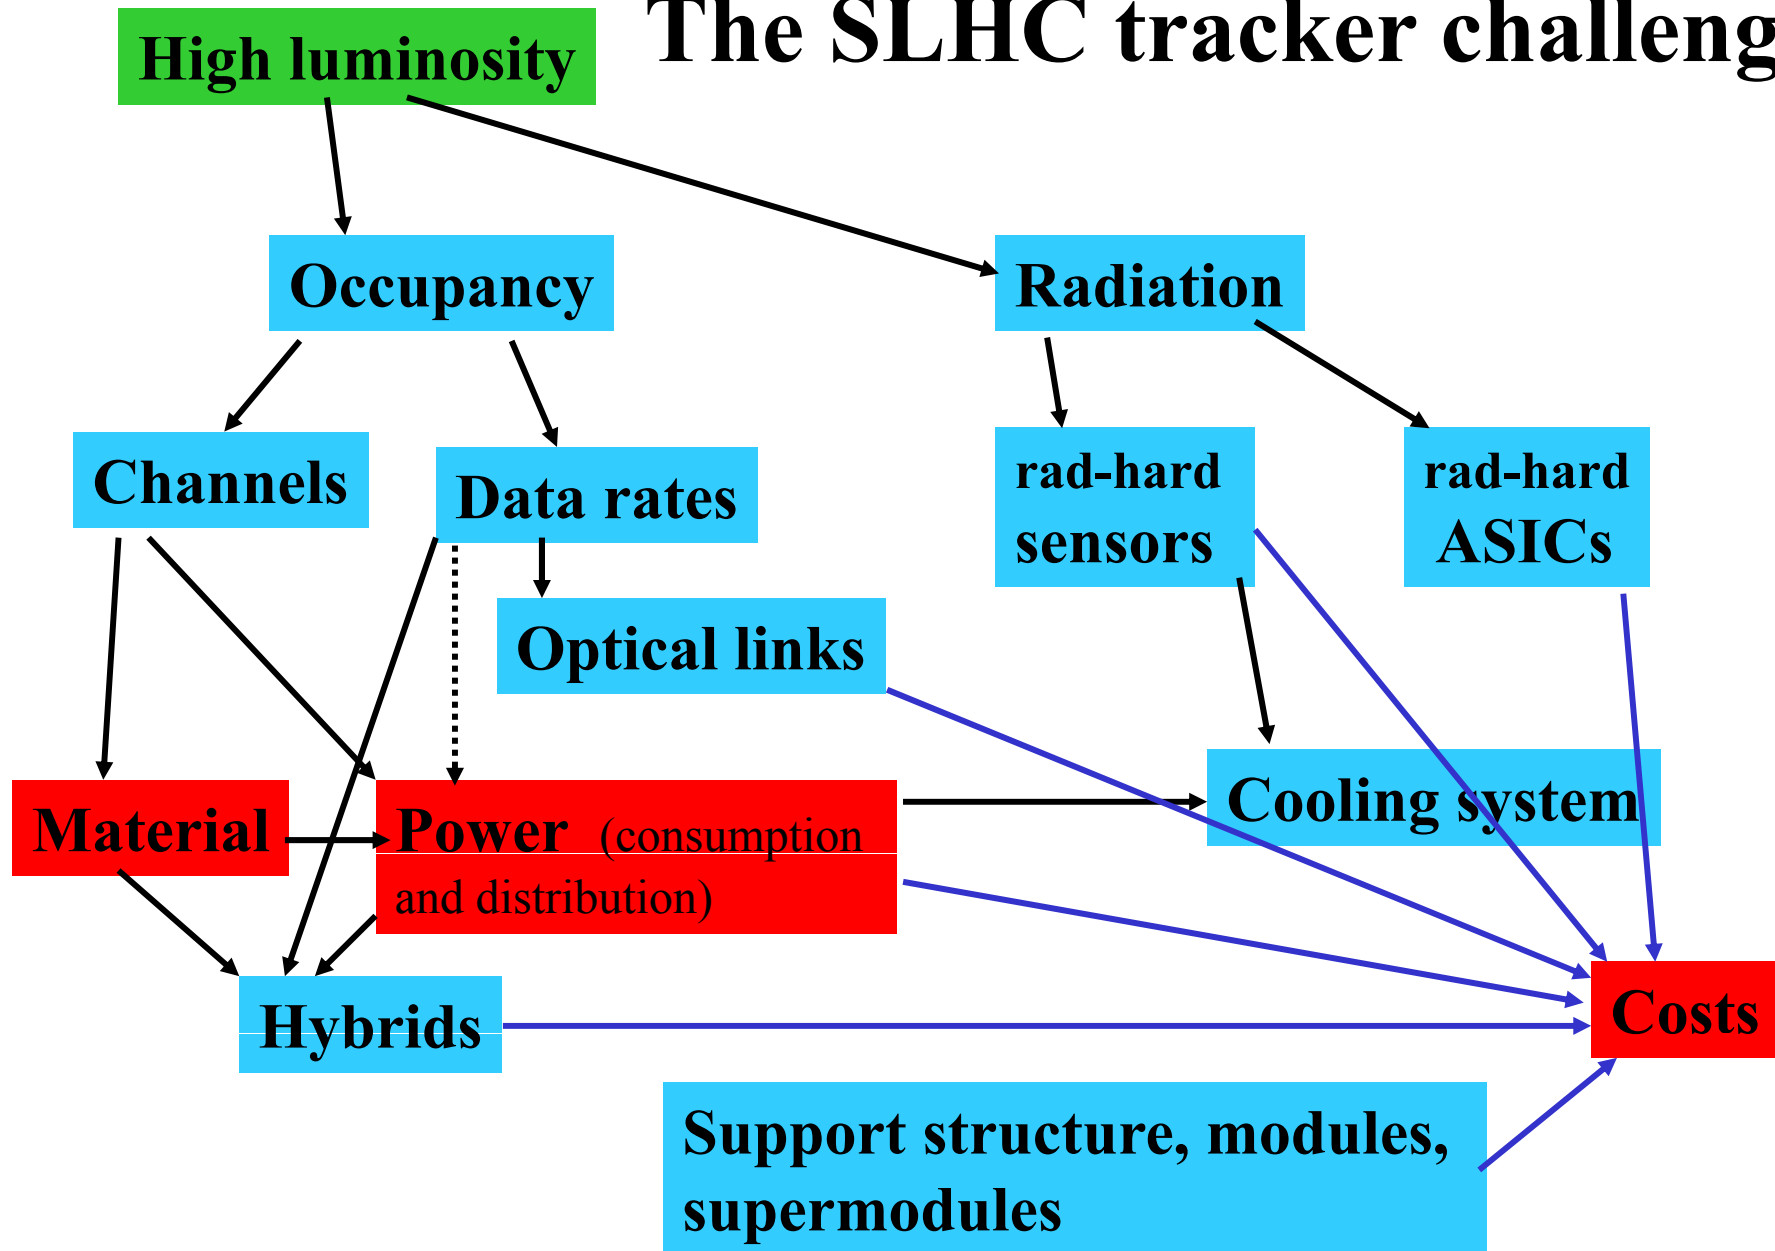 The SLHC tracker challeng
High luminosity
Occupancy
Radiation
Channels
Data rates
rad-hard
sensors
rad-hard
ASICs
Optical links
Material
Power (consumption
and distribution)
Cooling system
Hybrids
Costs
Support structure, modules,
supermodules